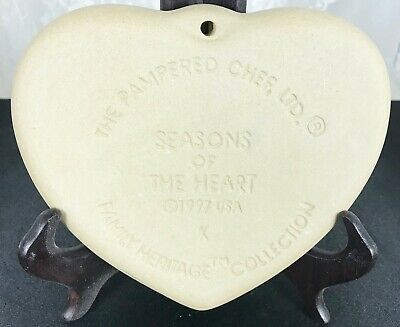 THE PAMPERED CHEF, LTD. ®
SEASONS
OF
THE HEART
©1997 USA
K
FAMILY HERITAGE™ COLLECTION